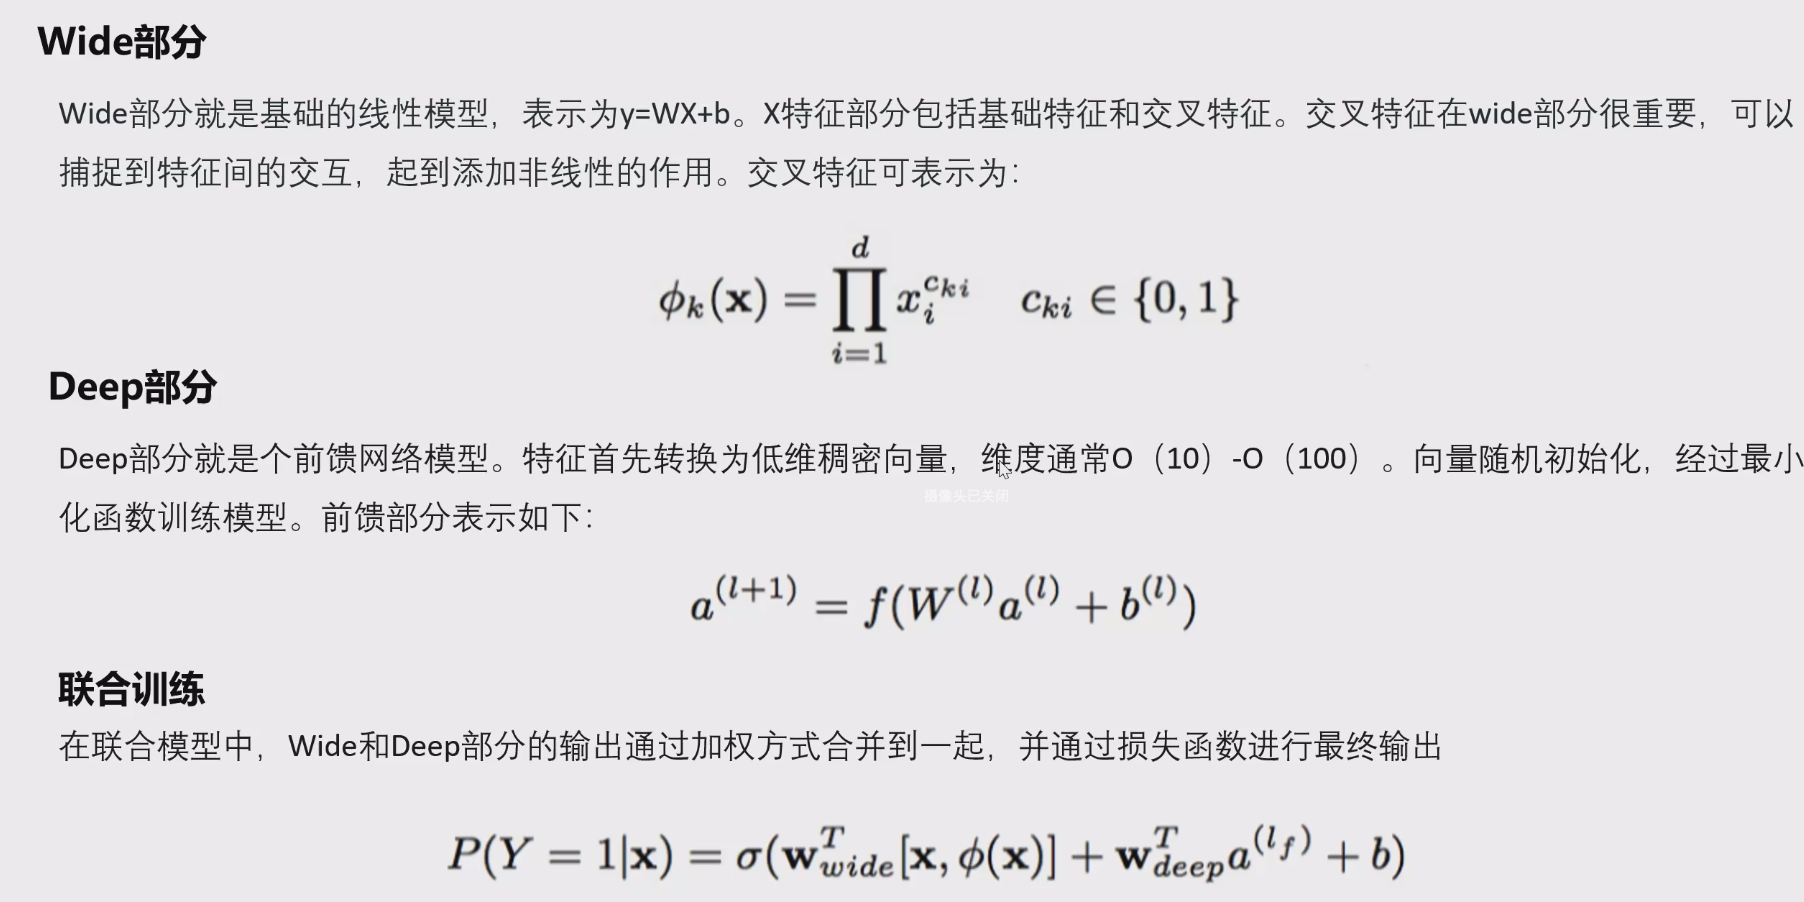 Wide部分
Wide部分就是基础的线性模型，表示为y=WX+b。X特征部分包括基础特征和交叉特征。交叉特征在wide部分很重要，可以
捕捉到特征间的交互，起到添加非线性的作用。交叉特征可表示为：
\phi_k(\mathbf{x}) = \prod_{i=1}^{d} x_i^{c_{ki}} \quad c_{ki} \in \{0, 1\}
Deep部分
Deep部分就是个前馈网络模型。特征首先转换为低维稠密向量，维度通常O（10）-O（100）。向量随机初始化，经过最小
摄像头已关闭
化函数训练模型。前馈部分表示如下：
a^{(l+1)} = f(W^{(l)} a^{(l)} + b^{(l)})
联合训练
在联合模型中，Wide和Deep部分的输出通过加权方式合并到一起，并通过损失函数进行最终输出
P(Y = 1|\mathbf{x}) = \sigma(\mathbf{w}_{wide}^T[\mathbf{x}, \phi(\mathbf{x})] + \mathbf{w}_{deep}^T a^{(l_f)} + b)